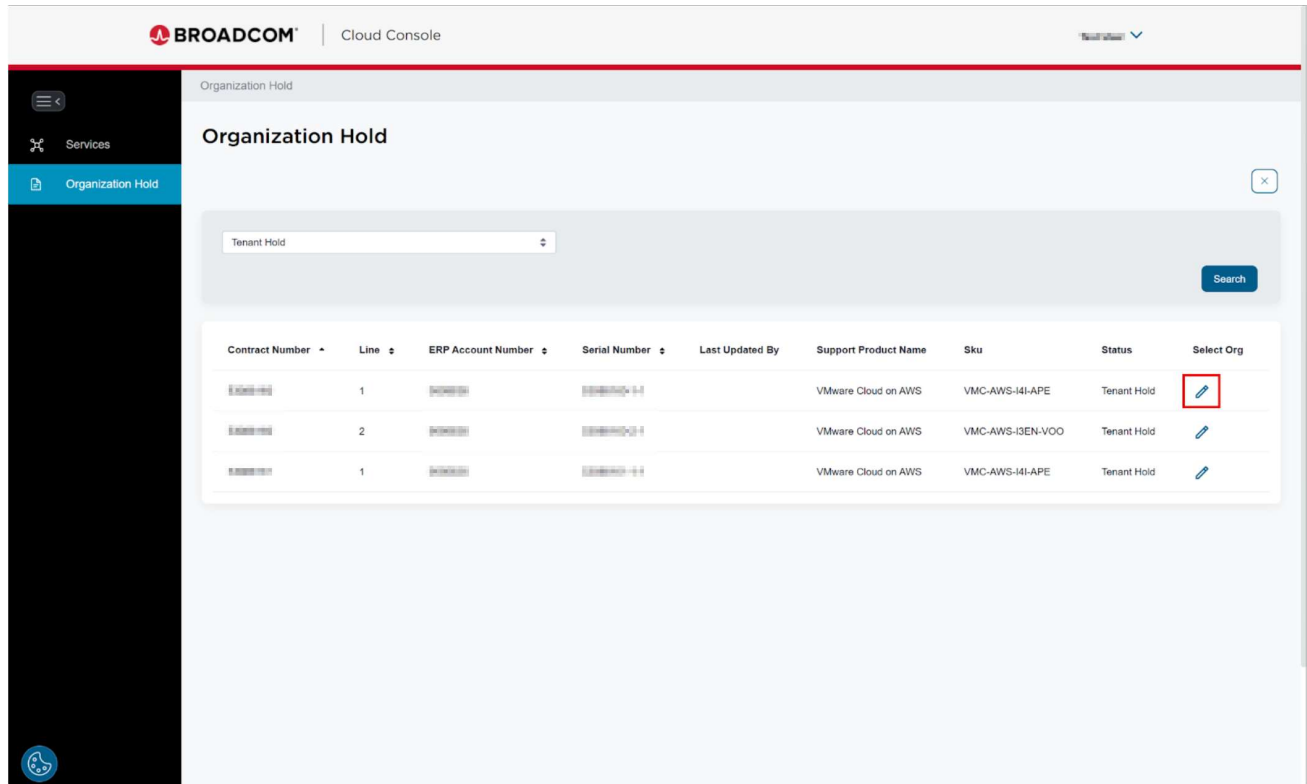 BROADCOM®
Cloud Console
Organization Hold
Services
Organization Hold
Organization Hold
Tenant Hold
Search
Contract Number Line ERP Account Number Serial Number Last Updated By Support Product Name Sku Status Select Org
1 VMware Cloud on AWS VMC-AWS-I4I-APE Tenant Hold
2 VMware Cloud on AWS VMC-AWS-I3EN-VOO Tenant Hold
1 VMware Cloud on AWS VMC-AWS-I4I-APE Tenant Hold